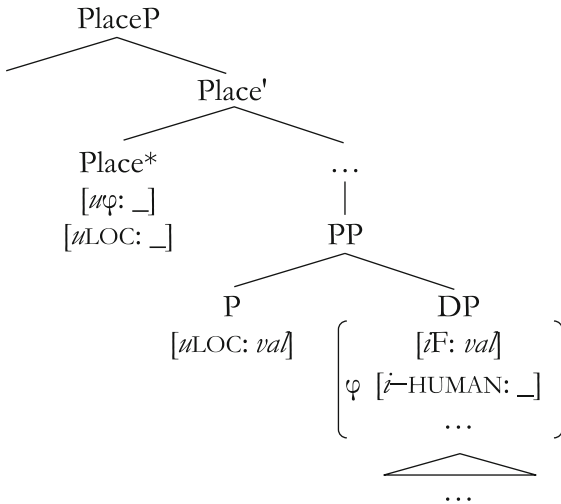 PlaceP
Place'
Place*
…
[uφ: _]
[uLOC: _]
PP
P
DP
[uLOC: val]
[iF: val]
φ [i–HUMAN: _]
…
…